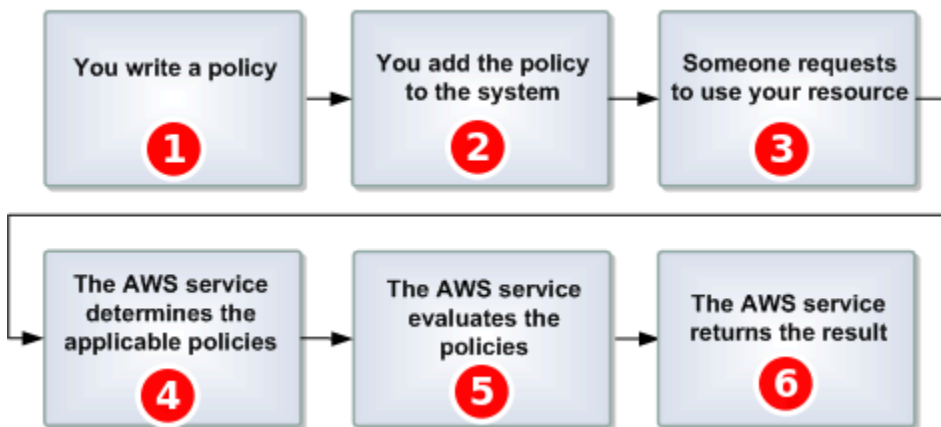 You write a policy
1
You add the policy
to the system
2
Someone requests
to use your resource
3
The AWS service
determines the
applicable policies
4
The AWS service
evaluates the
policies
5
The AWS service
returns the result
6